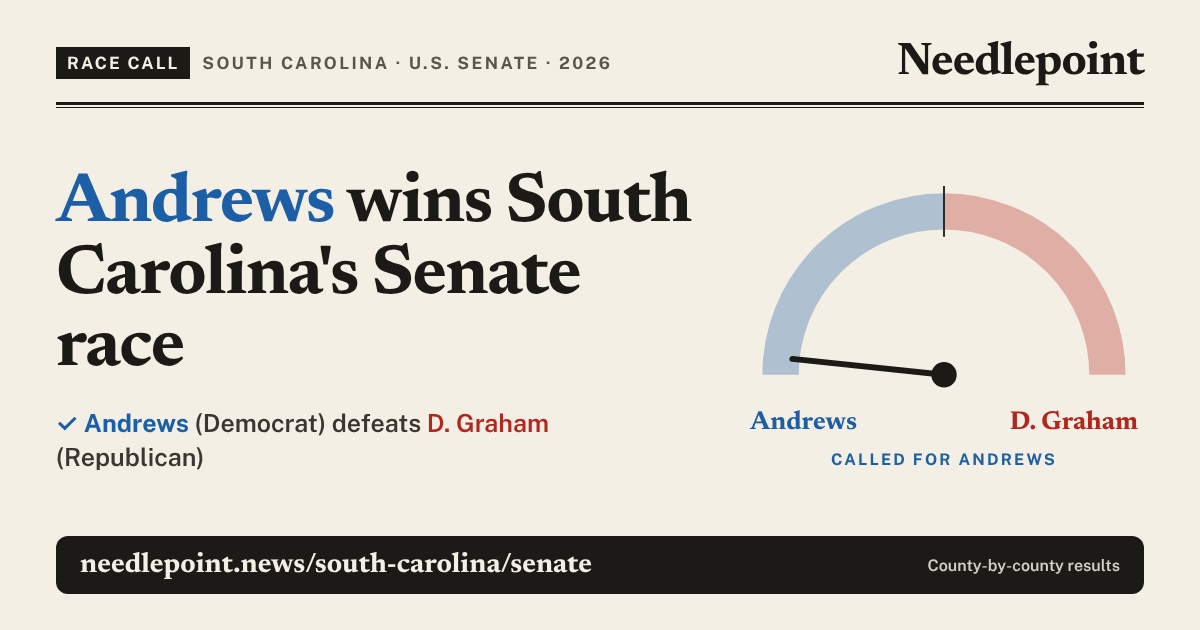 RACE CALL SOUTH CAROLINA · U.S. SENATE · 2026
Needlepoint
Andrews wins South
Carolina's Senate
race
✓ Andrews (Democrat) defeats D. Graham
(Republican)
Andrews
D. Graham
CALLED FOR ANDREWS
needlepoint.news/south-carolina/senate
County-by-county results